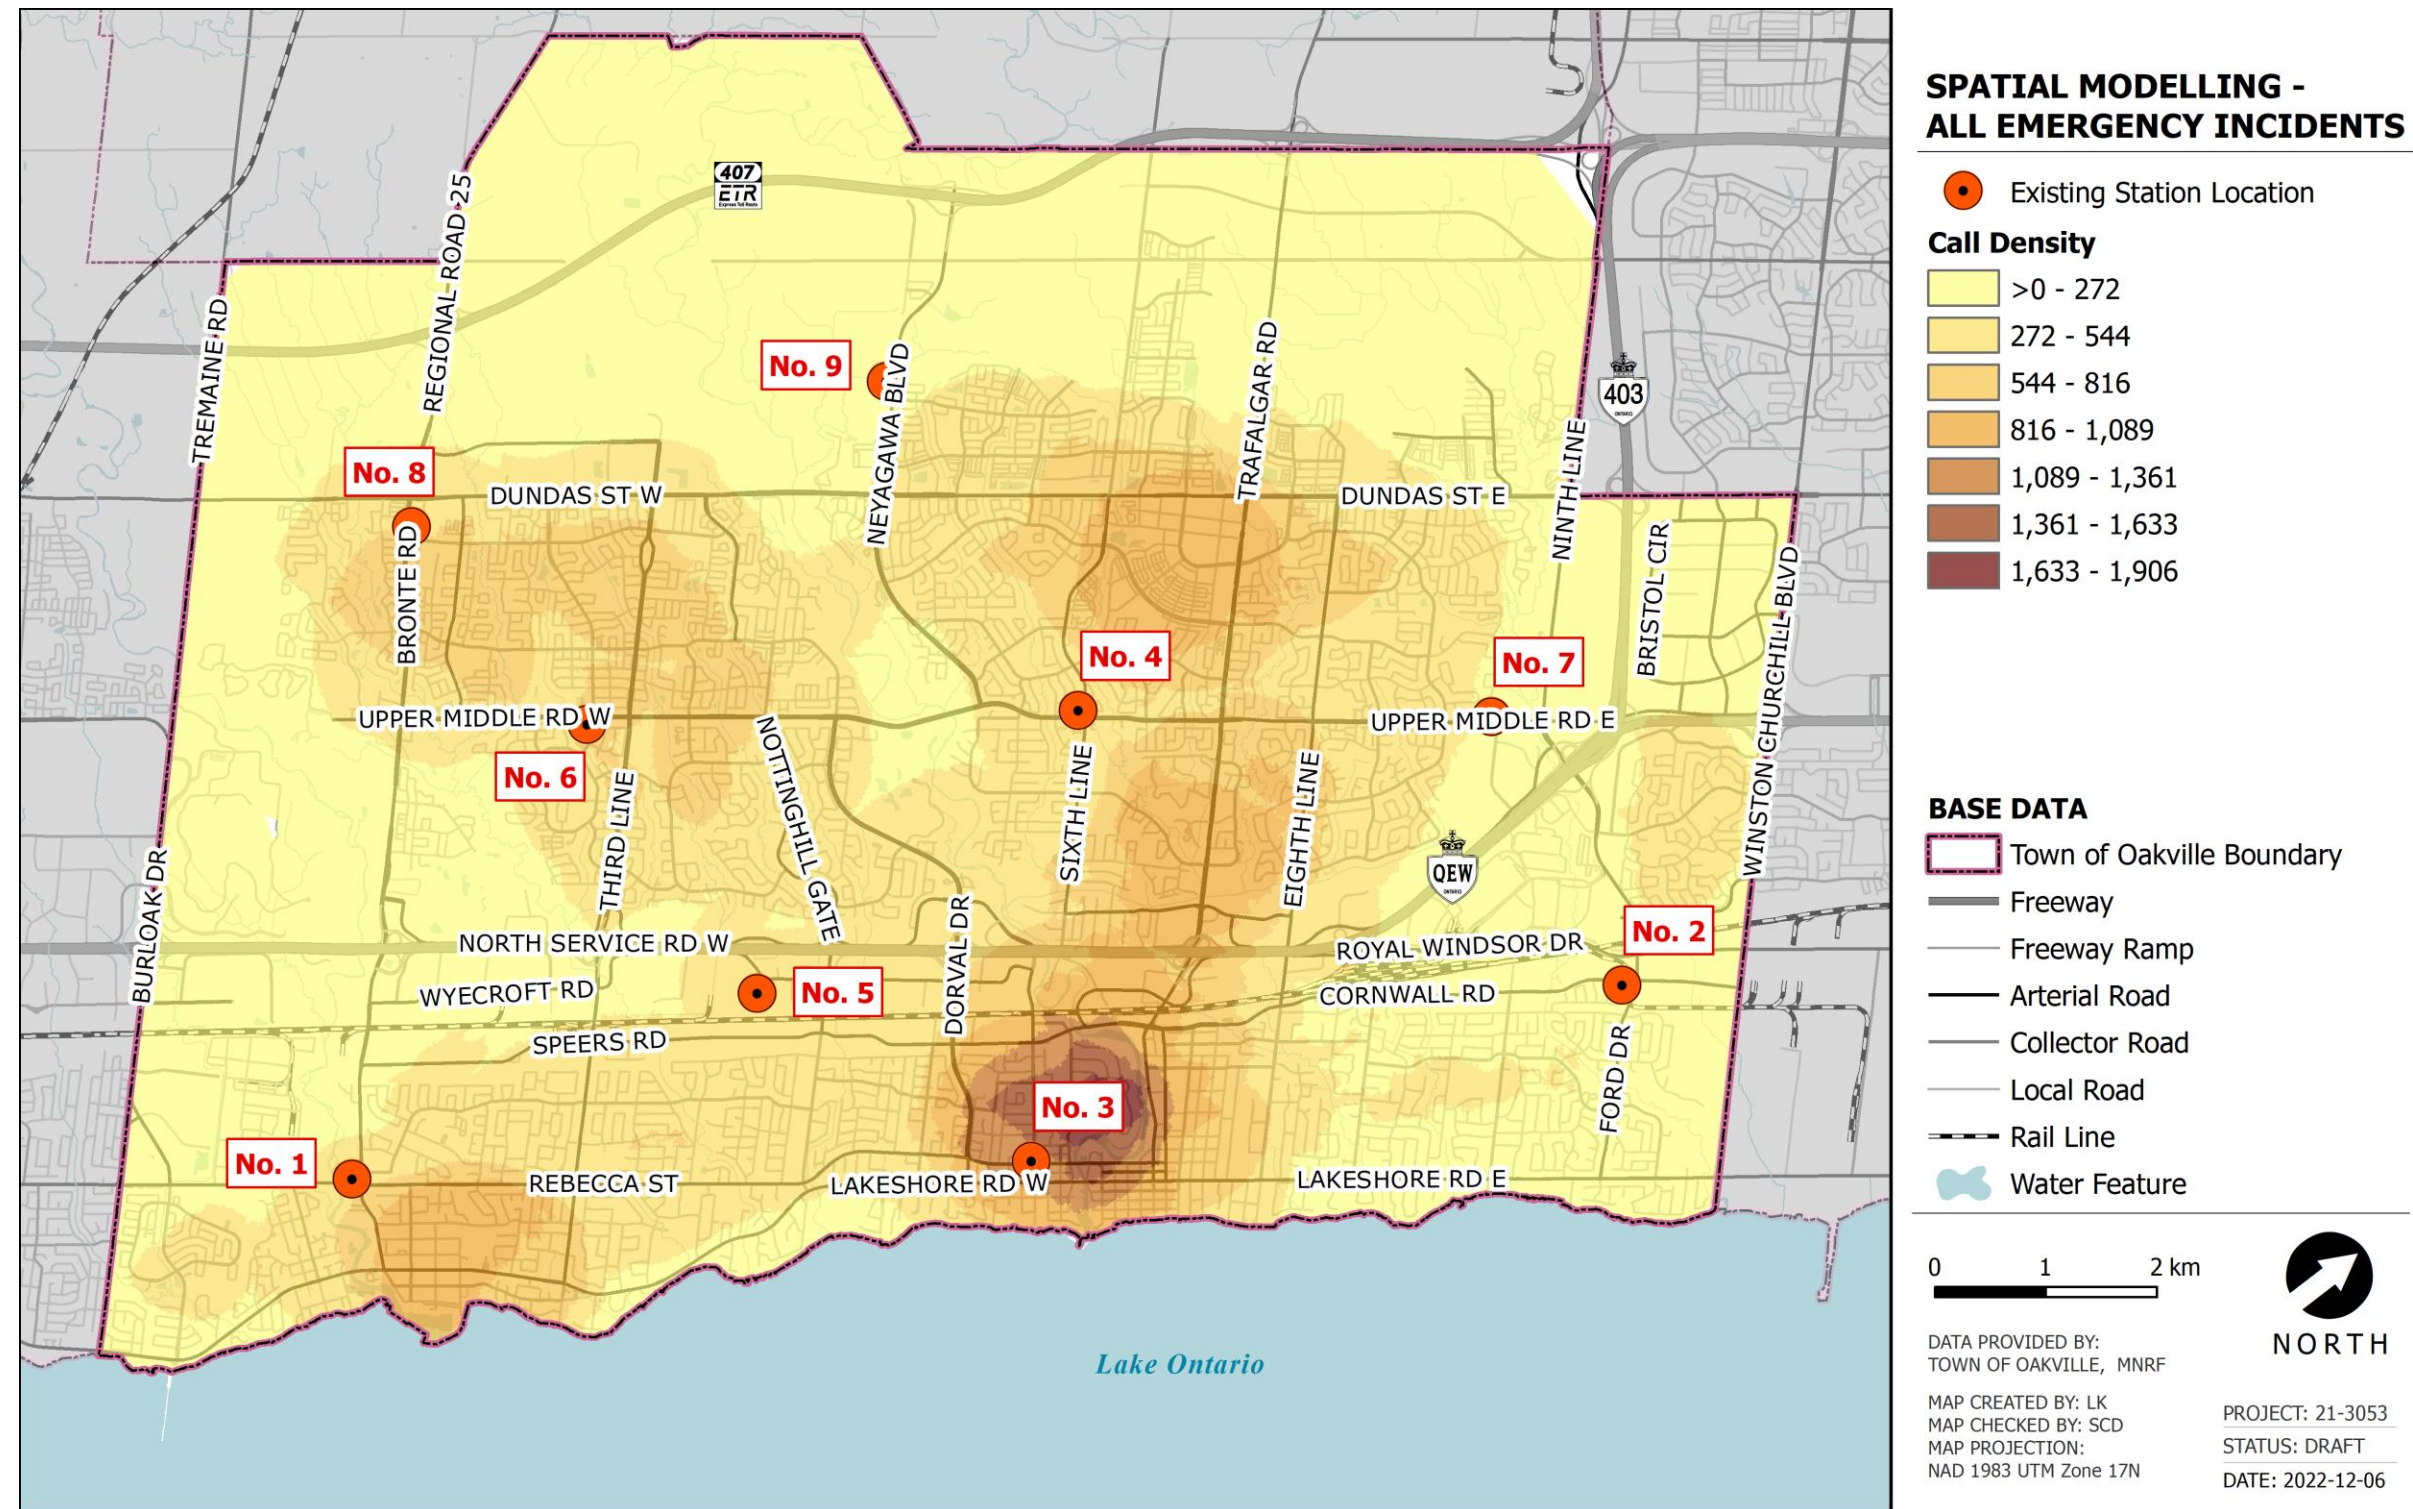 SPATIAL MODELLING -
ALL EMERGENCY INCIDENTS
Existing Station Location
Call Density
>0 - 272
272 - 544
544 - 816
816 - 1,089
1,089 - 1,361
1,361 - 1,633
1,633 - 1,906
BASE DATA
Town of Oakville Boundary
Freeway
Freeway Ramp
Arterial Road
Collector Road
Local Road
Rail Line
Water Feature
0 1 2 km
NORTH
DATA PROVIDED BY:
TOWN OF OAKVILLE, MNRF
MAP CREATED BY: LK
MAP CHECKED BY: SCD
MAP PROJECTION:
NAD 1983 UTM Zone 17N
PROJECT: 21-3053
STATUS: DRAFT
DATE: 2022-12-06
407
ETR
Express Toll Route
REGIONAL ROAD 25
TREMAINE RD
No. 9
NEYAGAWA BLVD
TRAFALGAR RD
403
ONTARIO
NINTH LINE
No. 8
DUNDAS ST W
DUNDAS ST E
BRONTE RD
BRISTOL CIR
WINSTON CHURCHILL BLVD
No. 4
No. 7
UPPER MIDDLE RD W
UPPER MIDDLE RD E
No. 6
NOTTINGHILL GATE
THIRD LINE
SIXTH LINE
EIGHTH LINE
QEW
ONTARIO
BURLOAK DR
DORVAL DR
NORTH SERVICE RD W
ROYAL WINDSOR DR
No. 2
WYECROFT RD
No. 5
CORNWALL RD
SPEERS RD
FORD DR
No. 3
No. 1
REBECCA ST
LAKESHORE RD W
LAKESHORE RD E
Lake Ontario